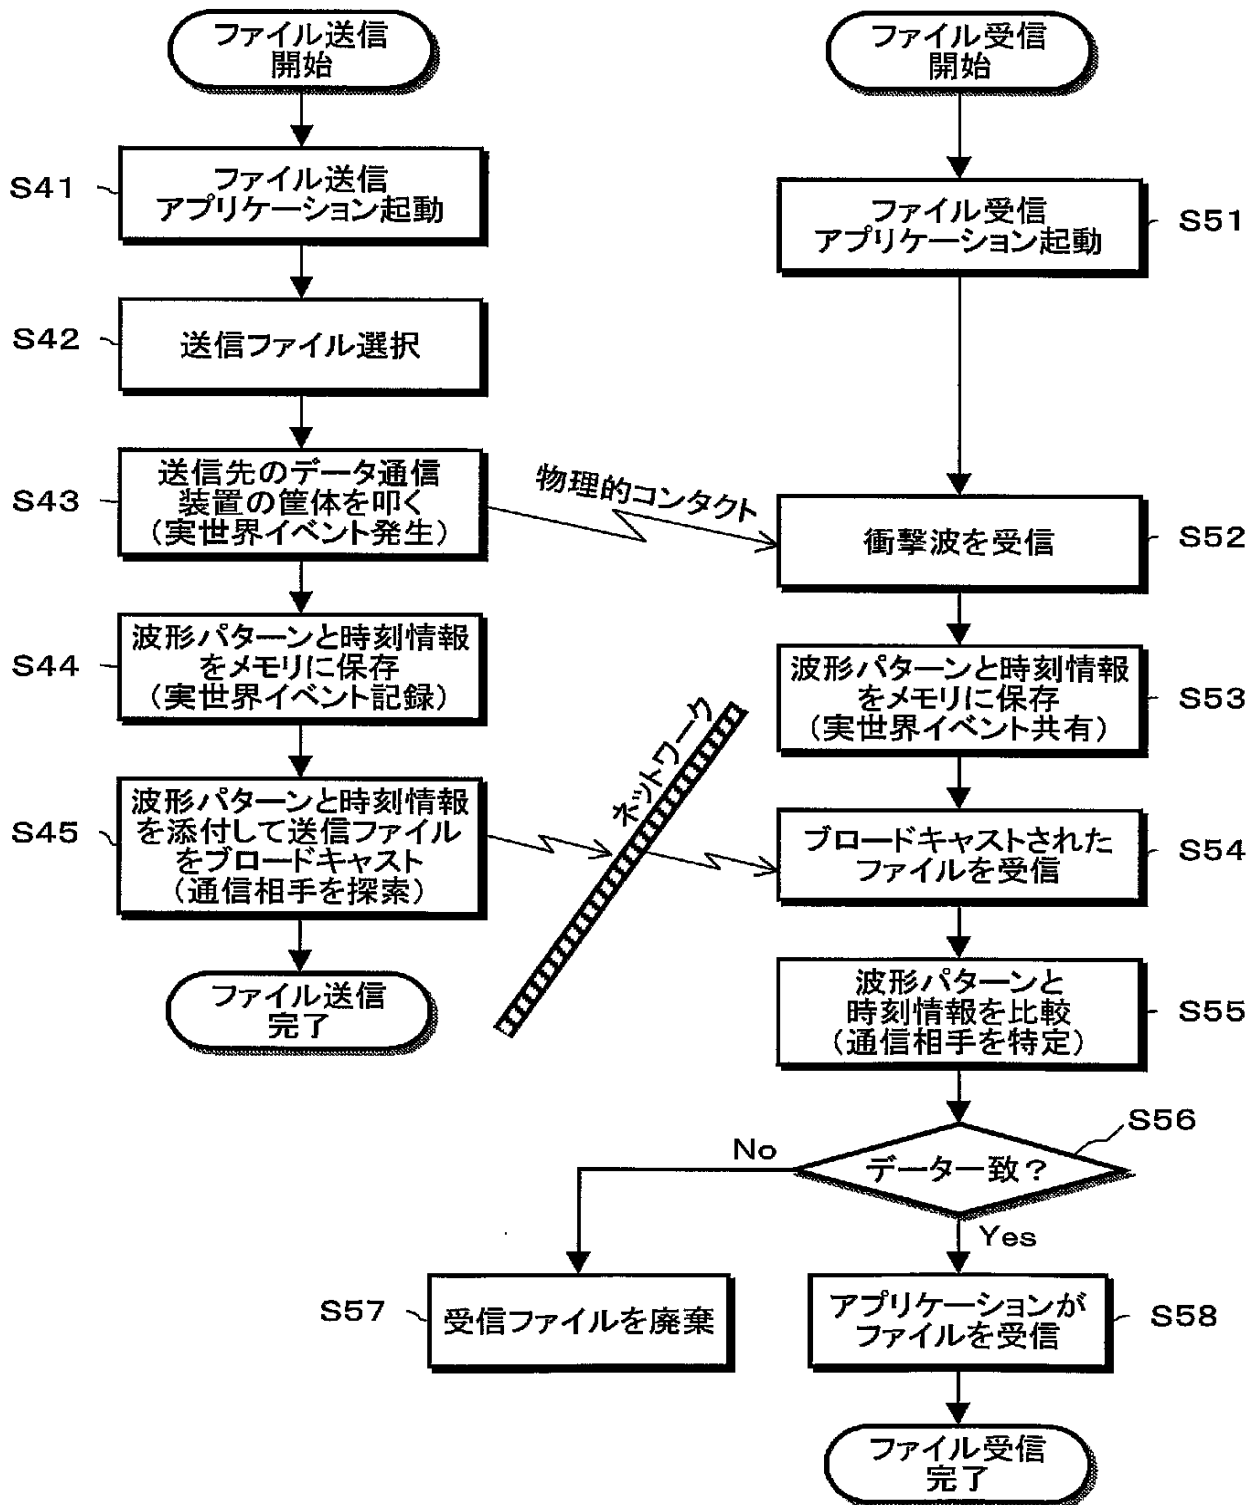 ファイル送信
開始
S41
ファイル送信
アプリケーション起動
S42
送信ファイル選択
S43
送信先のデータ通信
装置の筐体を叩く
(実世界イベント発生)
物理的コンタクト
S44
波形パターンと時刻情報
をメモリに保存
(実世界イベント記録)
S45
波形パターンと時刻情報
を添付して送信ファイル
をブロードキャスト
(通信相手を探索)
ネットワーク
ファイル送信
完了
ファイル受信
開始
ファイル受信
アプリケーション起動
S51
衝撃波を受信
S52
波形パターンと時刻情報
をメモリに保存
(実世界イベント共有)
S53
ブロードキャストされた
ファイルを受信
S54
波形パターンと
時刻情報を比較
(通信相手を特定)
S55
S56
データ一致?
No
Yes
S57
受信ファイルを廃棄
アプリケーションが
ファイルを受信
S58
ファイル受信
完了